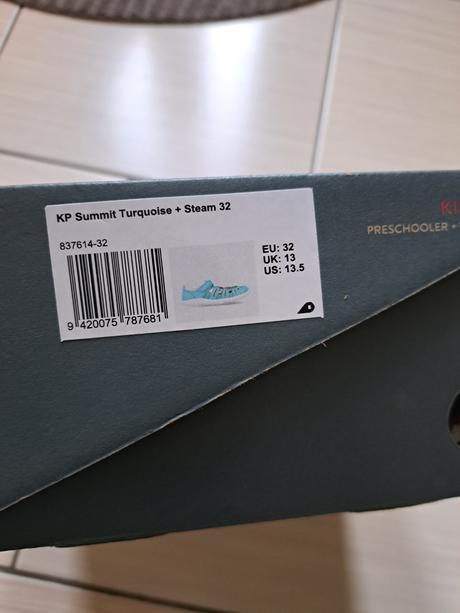 KP Summit Turquoise + Steam 32
837614-32
EU: 32
UK: 13
US: 13.5
9 420075 787681
PRESCHOOLER +